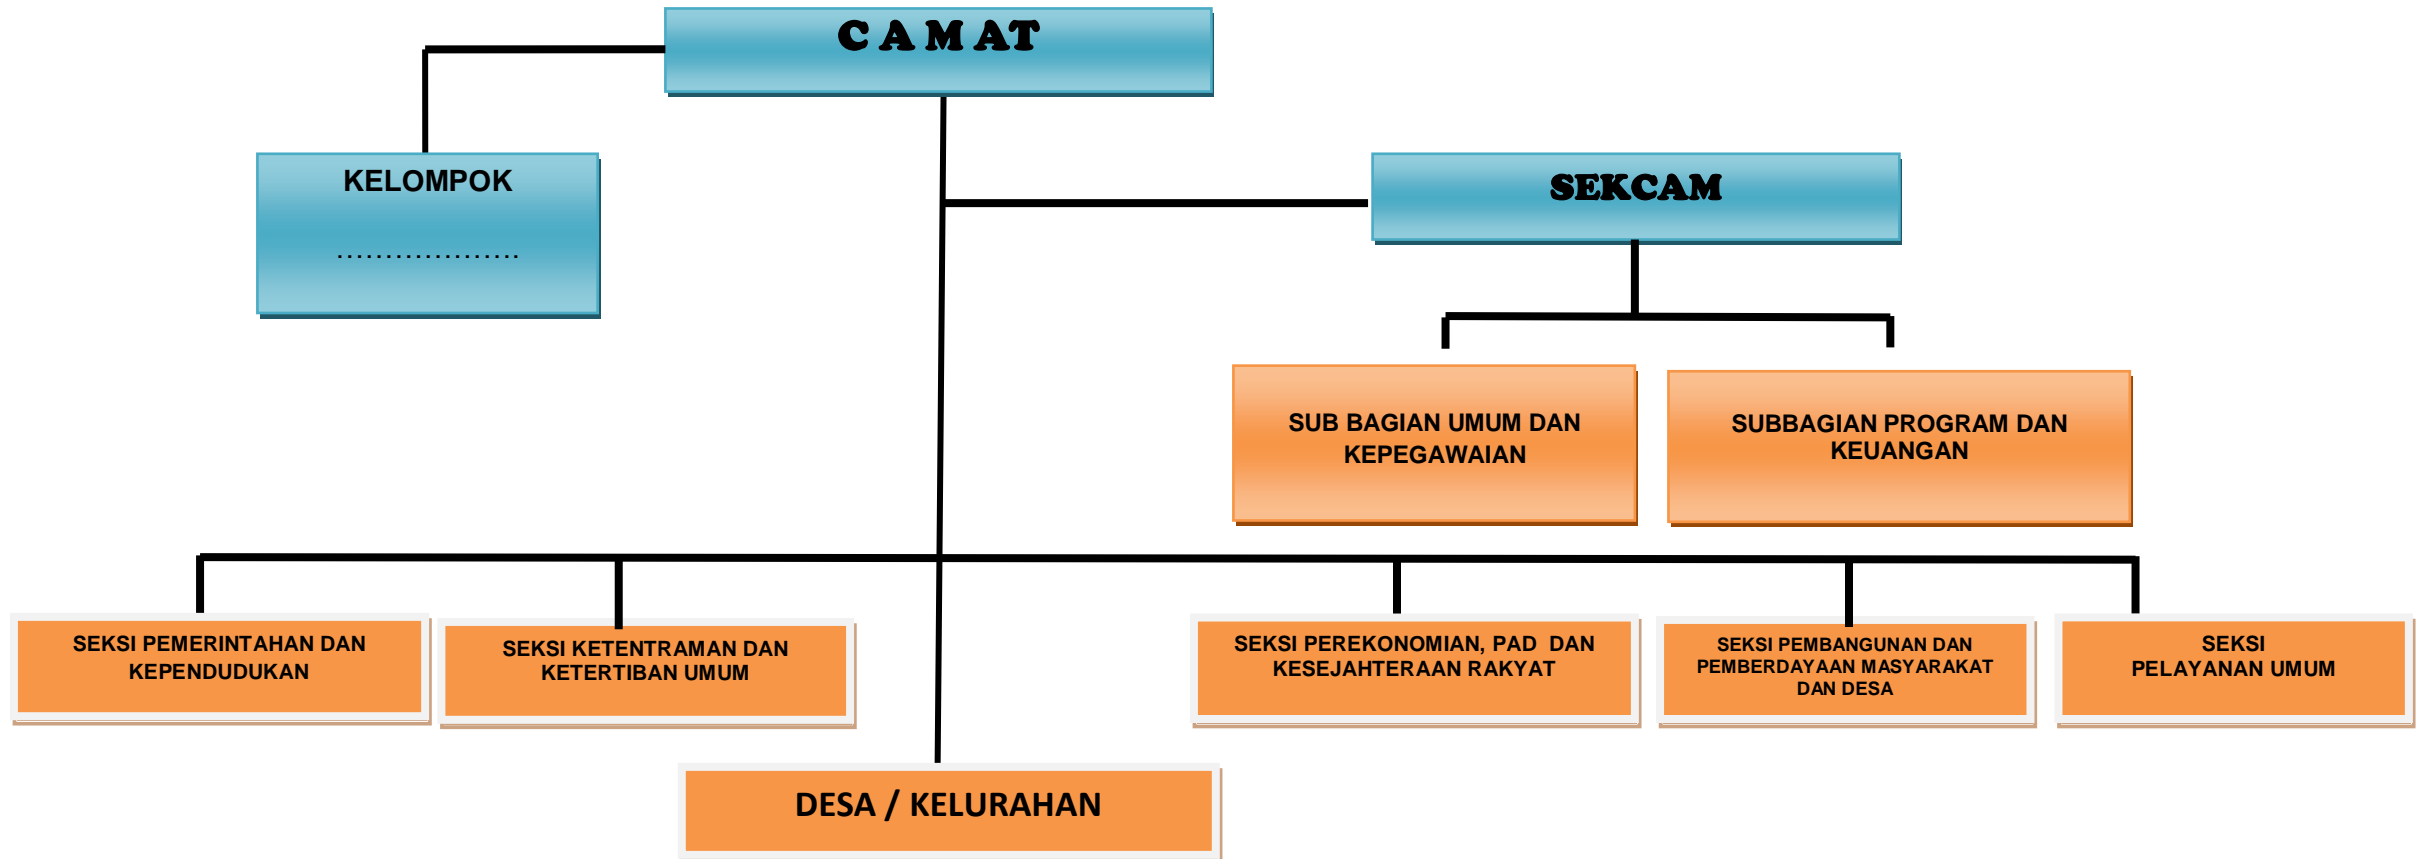 C A M AT
KELOMPOK
...................
SEKCAM
SUB BAGIAN UMUM DAN
KEPEGAWAIAN
SUBBAGIAN PROGRAM DAN
KEUANGAN
SEKSI PEMERINTAHAN DAN
KEPENDUDUKAN
SEKSI KETENTRAMAN DAN
KETERTIBAN UMUM
SEKSI PEREKONOMIAN, PAD DAN
KESEJAHTERAAN RAKYAT
SEKSI PEMBANGUNAN DAN
PEMBERDAYAAN MASYARAKAT
DAN DESA
SEKSI
PELAYANAN UMUM
DESA / KELURAHAN